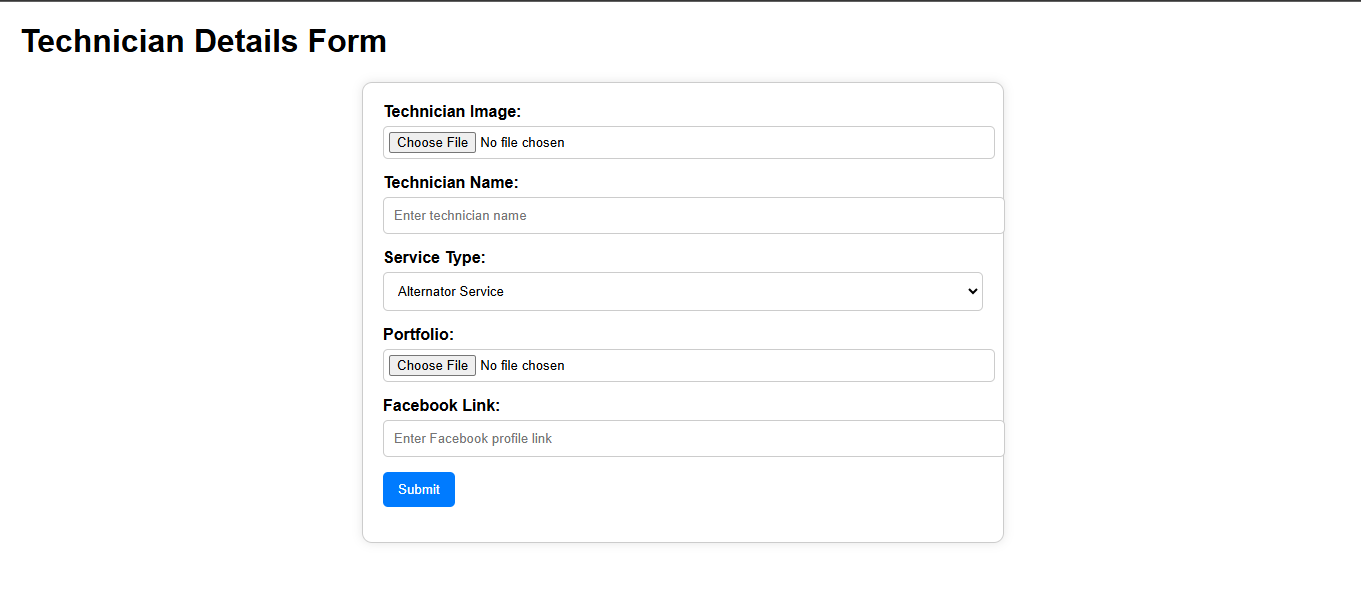 Technician Details Form
Technician Image:
Choose File No file chosen
Technician Name:
Enter technician name
Service Type:
Alternator Service
Portfolio:
Choose File No file chosen
Facebook Link:
Enter Facebook profile link
Submit